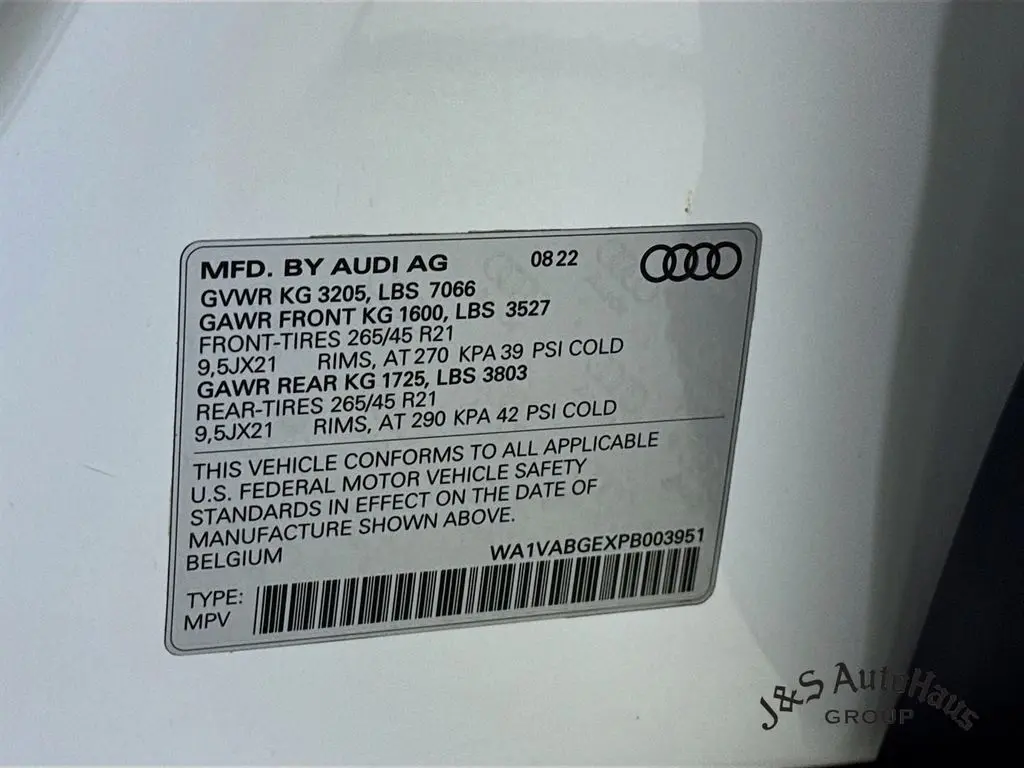 MFD. BY AUDI AG 08 22
GVWR KG 3205, LBS 7066
GAWR FRONT KG 1600, LBS 3527
FRONT-TIRES 265/45 R21
9,5JX21 RIMS, AT 270 KPA 39 PSI COLD
GAWR REAR KG 1725, LBS 3803
REAR-TIRES 265/45 R21
9,5JX21 RIMS, AT 290 KPA 42 PSI COLD
THIS VEHICLE CONFORMS TO ALL APPLICABLE
U.S. FEDERAL MOTOR VEHICLE SAFETY
STANDARDS IN EFFECT ON THE DATE OF
MANUFACTURE SHOWN ABOVE.
BELGIUM WA1VABGEXPB003951
TYPE:
MPV
J&S AutoHaus
GROUP